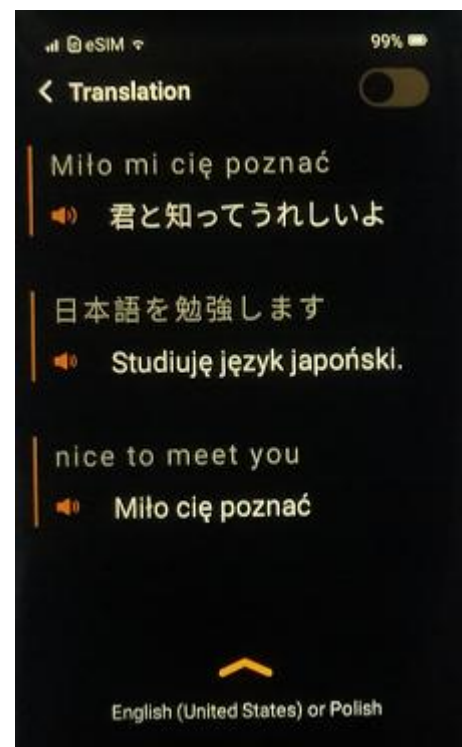 eSIM 99%
Translation
Miło mi cię poznać
君と知ってうれしいよ
日本語を勉強します
Studiuję język japoński.
nice to meet you
Miło cię poznać
English (United States) or Polish